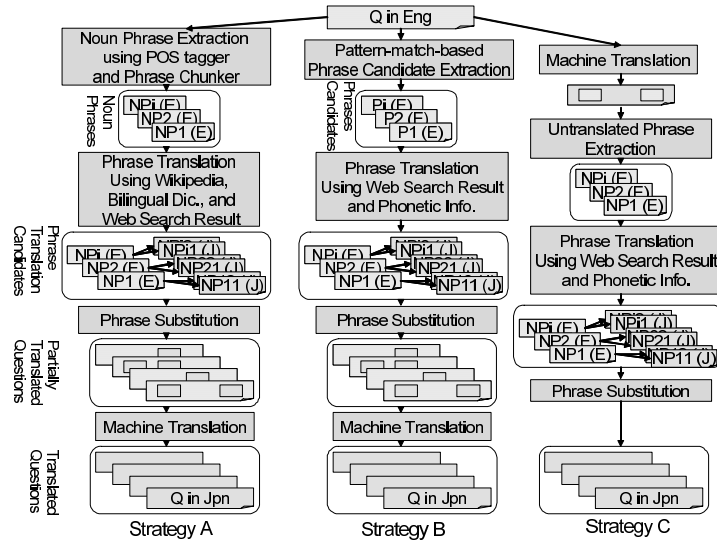 Q in Eng
Noun Phrase Extraction
using POS tagger
and Phrase Chunker
Noun
Phrases
NPi (E)
NP2 (E)
NP1 (E)
Phrase Translation
Using Wikipedia,
Bilingual Dic., and
Web Search Result
Phrase
Translation
Candidates
NPi (E)
NP2 (E)
NP1 (E)
NPi1 (J)
NP21 (J)
NP11 (J)
Phrase Substitution
Partially
Translated
Questions
Machine Translation
Translated
Questions
Q in Jpn
Strategy A
Pattern-match-based
Phrase Candidate Extraction
Phrases
Candidates
Pi (E)
P2 (E)
P1 (E)
Phrase Translation
Using Web Search Result
and Phonetic Info.
NPi (E)
NP2 (E)
NP1 (E)
NPi1 (J)
NP21 (J)
NP11 (J)
Phrase Substitution
Machine Translation
Q in Jpn
Strategy B
Machine Translation
Untranslated Phrase
Extraction
NPi (E)
NP2 (E)
NP1 (E)
Phrase Translation
Using Web Search Result
and Phonetic Info.
NPi (E)
NP2 (E)
NP1 (E)
NPi1 (J)
NP21 (J)
NP11 (J)
Phrase Substitution
Q in Jpn
Strategy C